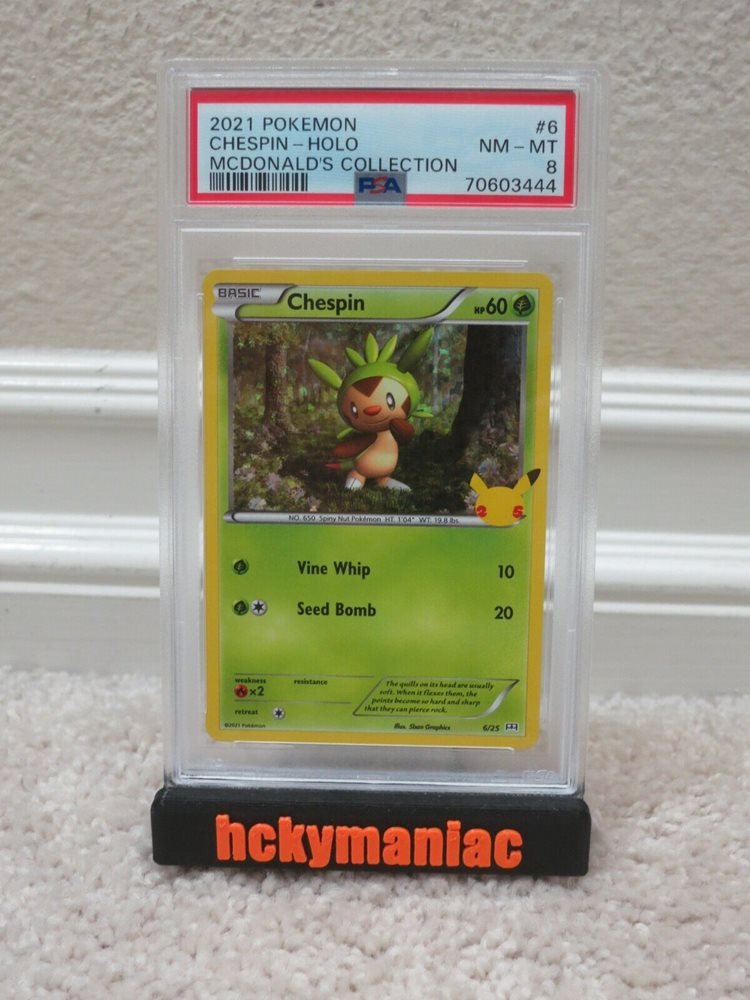 2021 POKEMON #6
CHESPIN - HOLO NM - MT
MCDONALD'S COLLECTION 8
PSA 70603444
BASIC Chespin HP60
NO. 650 Spiny Nut Pokémon HT. 1'04" WT. 19.8 lbs.
25
Vine Whip 10
Seed Bomb 20
weakness resistance
×2
retreat
The quills on its head are usually
soft. When it flexes them, the
points become so hard and sharp
that they can pierce rock.
©2021 Pokémon Illus. 5ban Graphics 6/25
hckymaniac